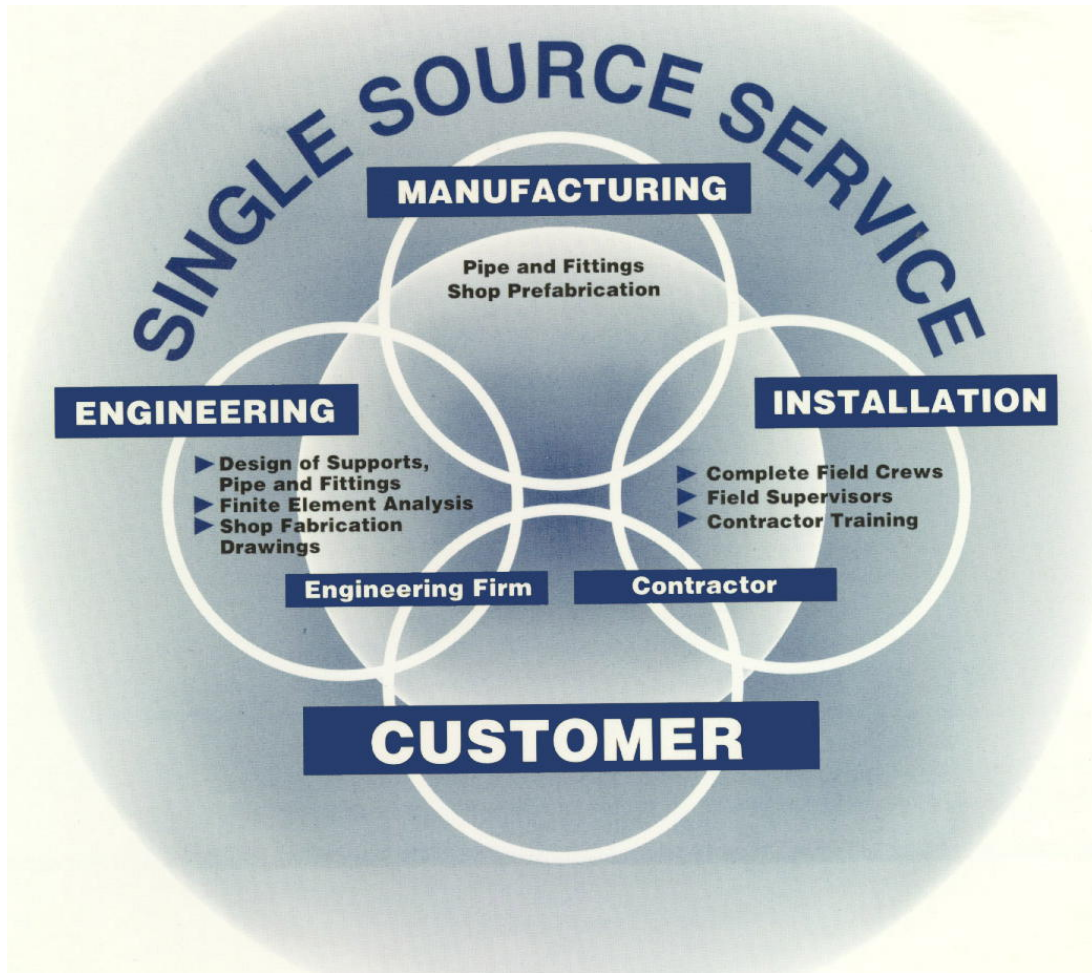 SINGLE SOURCE SERVICE
MANUFACTURING
Pipe and Fittings
Shop Prefabrication
ENGINEERING
Design of Supports,
Pipe and Fittings
Finite Element Analysis
Shop Fabrication
Drawings
INSTALLATION
Complete Field Crews
Field Supervisors
Contractor Training
Engineering Firm
Contractor
CUSTOMER